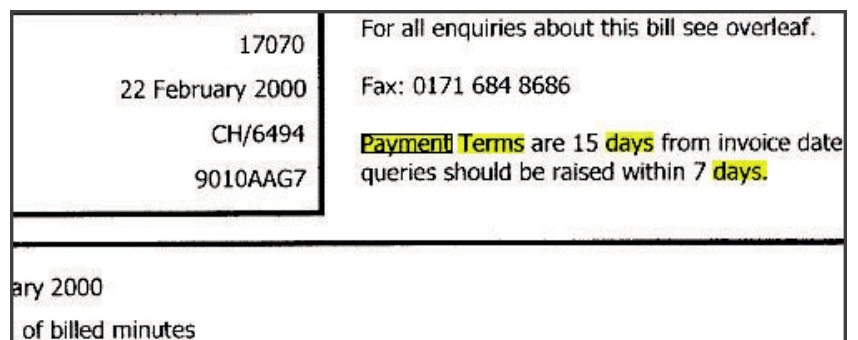 17070
22 February 2000
CH/6494
9010AAG7
For all enquiries about this bill see overleaf.
Fax: 0171 684 8686
Payment Terms are 15 days from invoice date
queries should be raised within 7 days.
ary 2000
of billed minutes